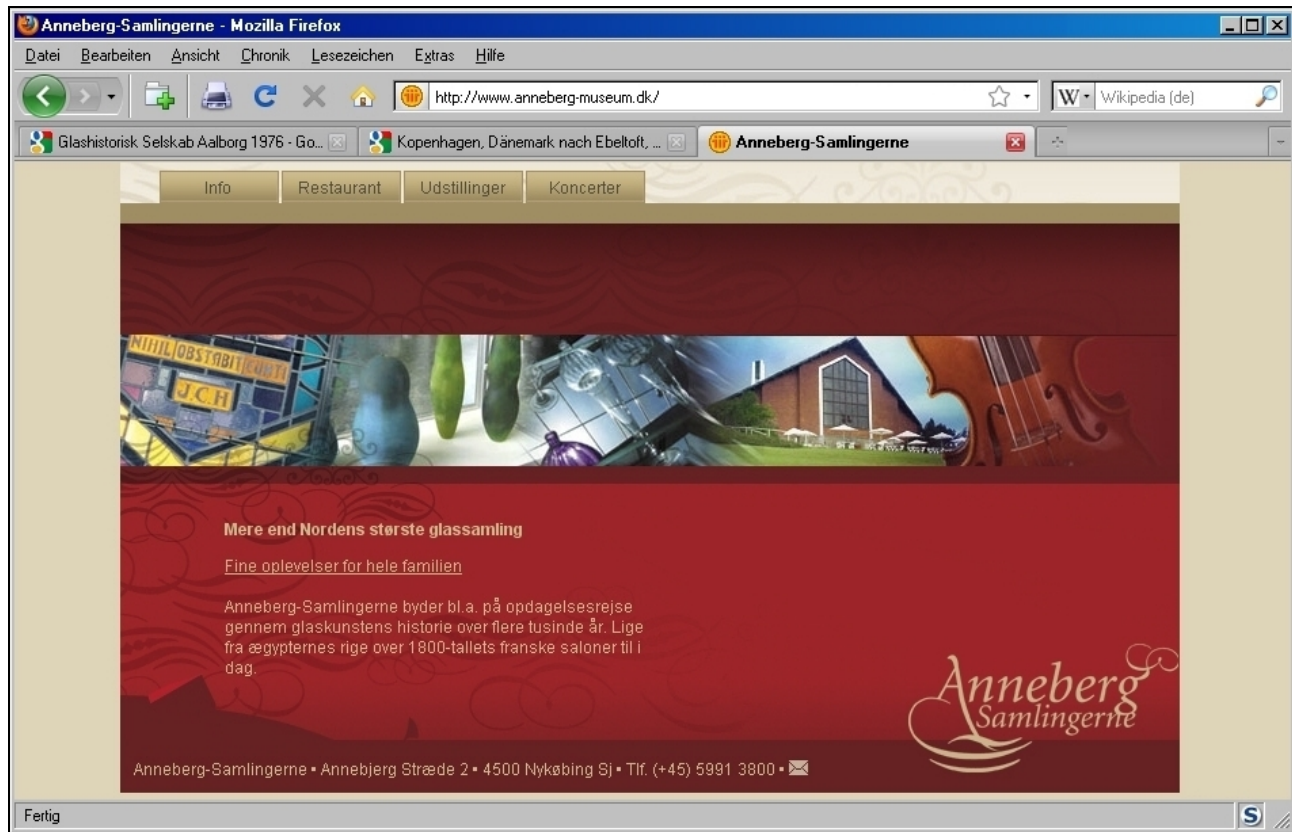 Anneberg-Samlingerne - Mozilla Firefox
Datei Bearbeiten Ansicht Chronik Lesezeichen Extras Hilfe
http://www.anneberg-museum.dk/
W Wikipedia (de)
Glashistorisk Selskab Aalborg 1976 - Go...
Kopenhagen, Dänemark nach Ebeltoft, ...
Anneberg-Samlingerne
Info Restaurant Udstillinger Koncerter
NIHIL OBSTABIT
J.C.H
Mere end Nordens største glassamling
Fine oplevelser for hele familien
Anneberg-Samlingerne byder bl.a. på opdagelsesrejse
gennem glaskunstens historie over flere tusinde år. Lige
fra ægypternes rige over 1800-tallets franske saloner til i
dag.
Anneberg
Samlingerne
Anneberg-Samlingerne ▪ Annebjerg Stræde 2 ▪ 4500 Nykøbing Sj ▪ Tlf. (+45) 5991 3800 ▪
Fertig
S